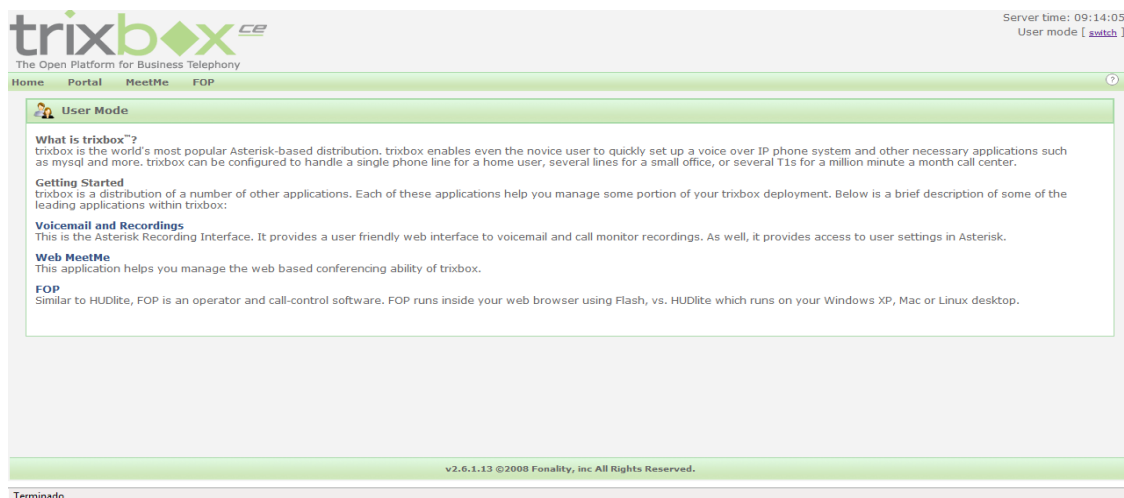 trixbox CE
The Open Platform for Business Telephony
Server time: 09:14:05
User mode [ switch ]
Home Portal MeetMe FOP ?
User Mode
What is trixbox™?
trixbox is the world's most popular Asterisk-based distribution. trixbox enables even the novice user to quickly set up a voice over IP phone system and other necessary applications such
as mysql and more. trixbox can be configured to handle a single phone line for a home user, several lines for a small office, or several T1s for a million minute a month call center.
Getting Started
trixbox is a distribution of a number of other applications. Each of these applications help you manage some portion of your trixbox deployment. Below is a brief description of some of the
leading applications within trixbox:
Voicemail and Recordings
This is the Asterisk Recording Interface. It provides a user friendly web interface to voicemail and call monitor recordings. As well, it provides access to user settings in Asterisk.
Web MeetMe
This application helps you manage the web based conferencing ability of trixbox.
FOP
Similar to HUDlite, FOP is an operator and call-control software. FOP runs inside your web browser using Flash, vs. HUDlite which runs on your Windows XP, Mac or Linux desktop.
v2.6.1.13 ©2008 Fonality, inc All Rights Reserved.
Terminado